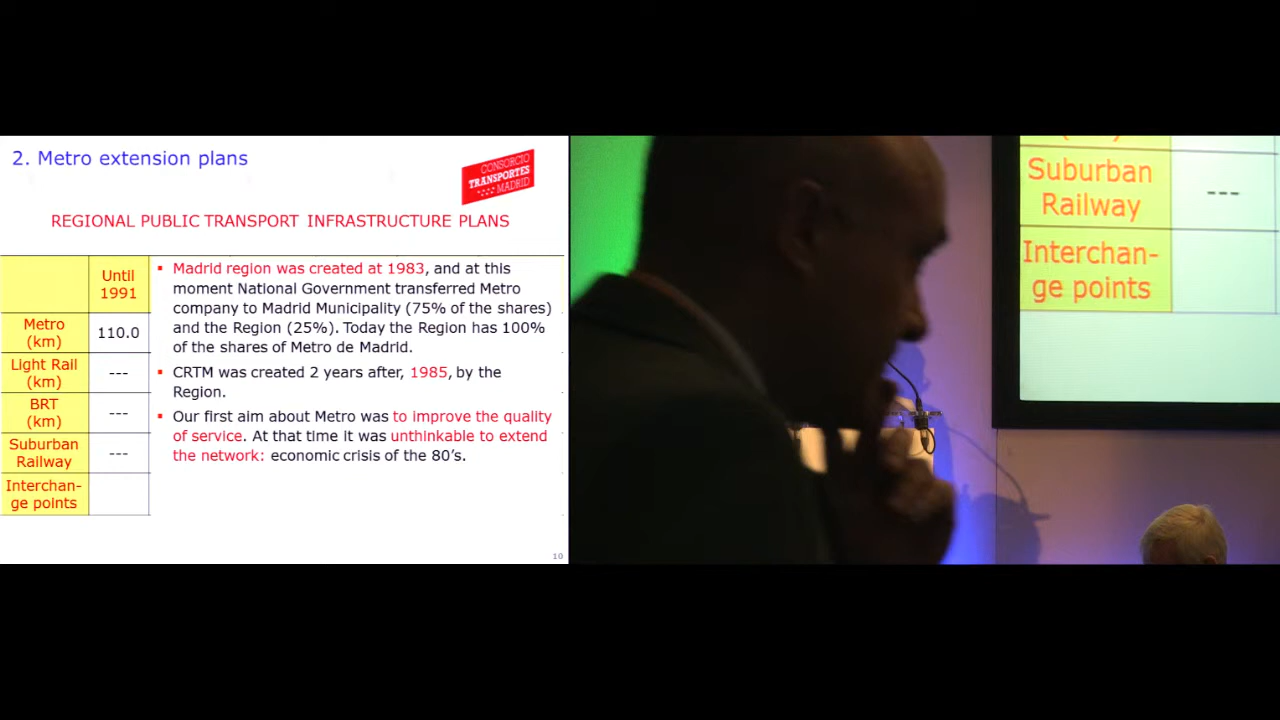 2. Metro extension plans
CONSORCIO
TRANSPORTES
MADRID
REGIONAL PUBLIC TRANSPORT INFRASTRUCTURE PLANS
Until
1991
Metro
(km)
110.0
Light Rail
(km)
---
BRT
(km)
---
Suburban
Railway
---
Interchan-
ge points
▪ Madrid region was created at 1983, and at this
moment National Government transferred Metro
company to Madrid Municipality (75% of the shares)
and the Region (25%). Today the Region has 100%
of the shares of Metro de Madrid.
▪ CRTM was created 2 years after, 1985, by the
Region.
▪ Our first aim about Metro was to improve the quality
of service. At that time it was unthinkable to extend
the network: economic crisis of the 80’s.
10
Suburban
Railway
---
Interchan-
ge points